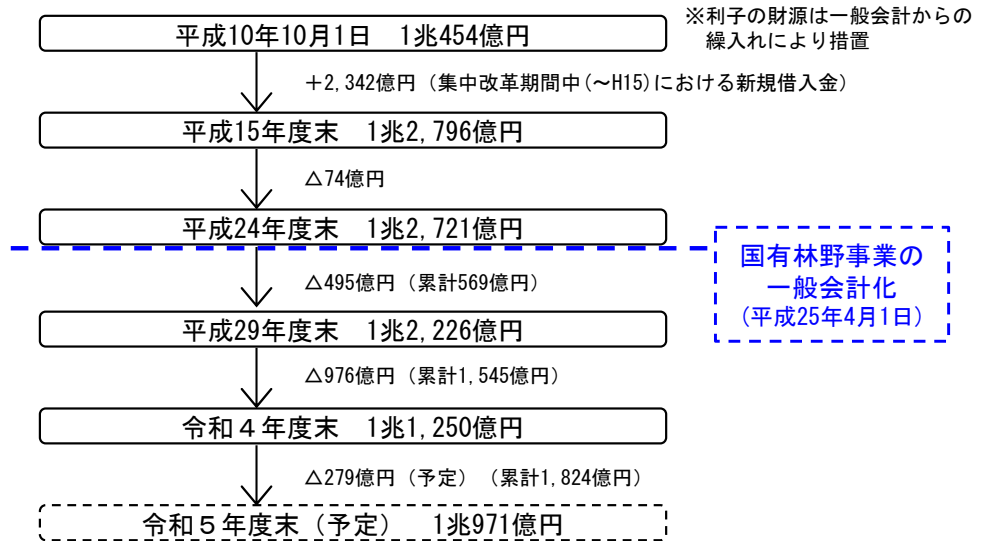 平成10年10月1日　1兆454億円
※利子の財源は一般会計からの
繰入れにより措置
＋2,342億円（集中改革期間中(～H15)における新規借入金）
平成15年度末　1兆2,796億円
△74億円
平成24年度末　1兆2,721億円
国有林野事業の
一般会計化
（平成25年4月1日）
△495億円（累計569億円）
平成29年度末　1兆2,226億円
△976億円（累計1,545億円）
令和４年度末　1兆1,250億円
△279億円（予定）（累計1,824億円）
令和５年度末（予定）　1兆971億円